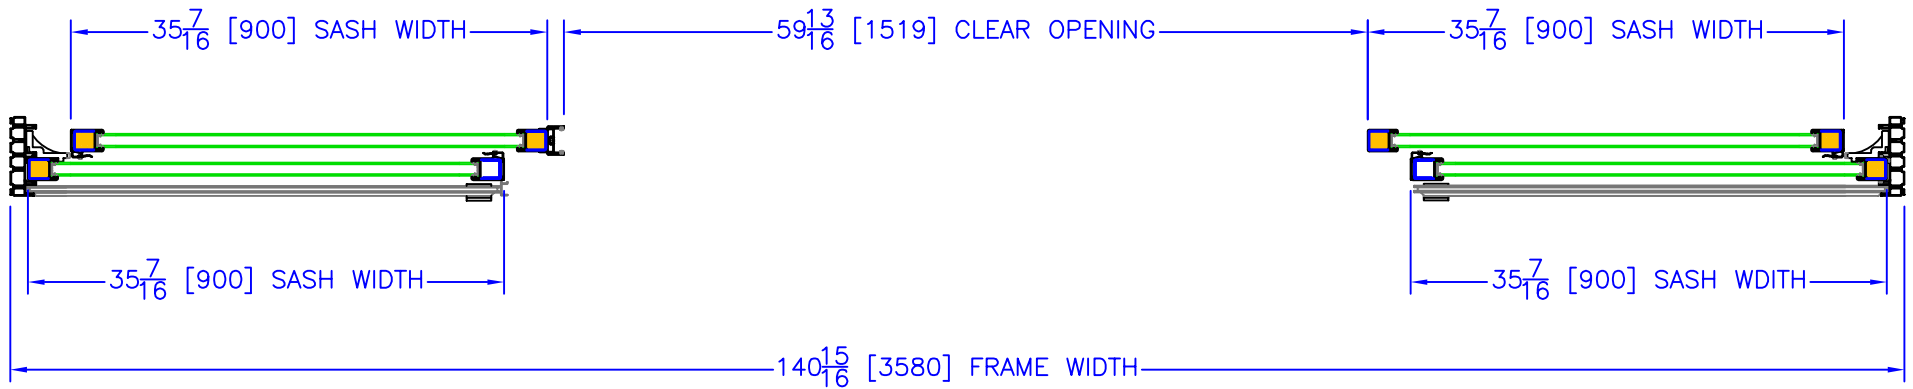 35 7/16 [900] SASH WIDTH
59 13/16 [1519] CLEAR OPENING
35 7/16 [900] SASH WIDTH
35 7/16 [900] SASH WIDTH
35 7/16 [900] SASH WDITH
140 15/16 [3580] FRAME WIDTH